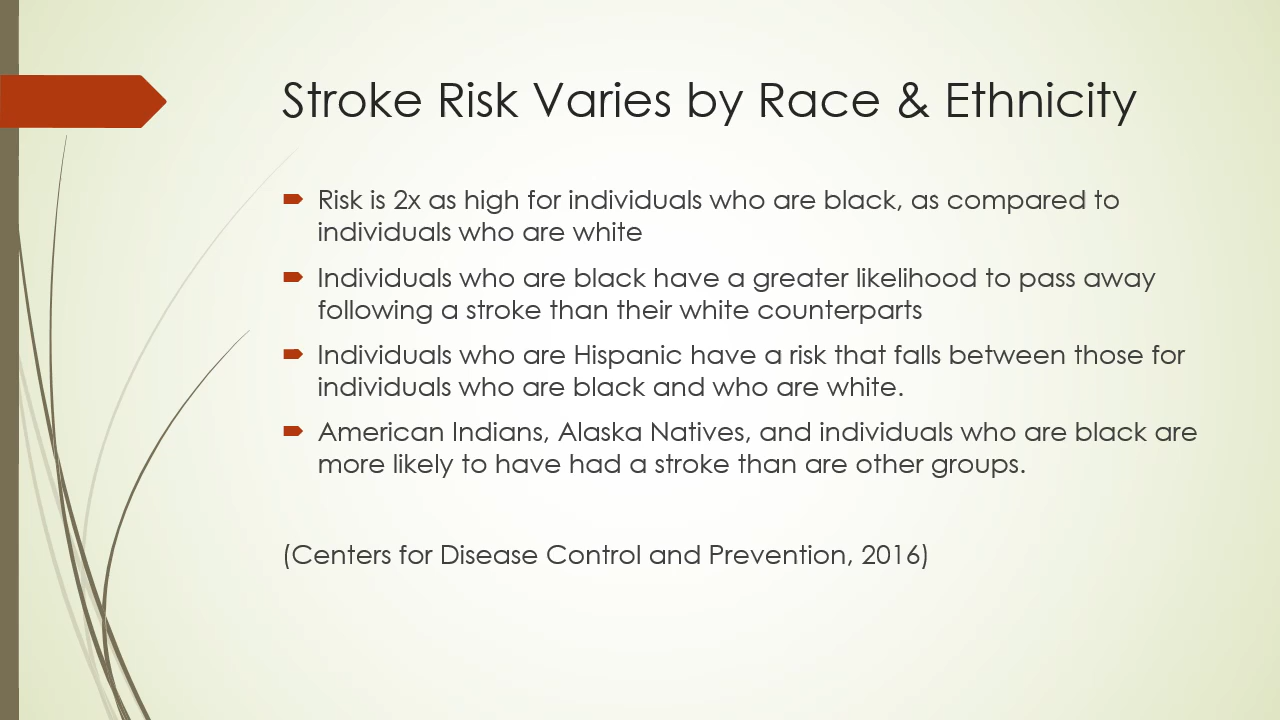 Stroke Risk Varies by Race & Ethnicity
Risk is 2x as high for individuals who are black, as compared to
individuals who are white
Individuals who are black have a greater likelihood to pass away
following a stroke than their white counterparts
Individuals who are Hispanic have a risk that falls between those for
individuals who are black and who are white.
American Indians, Alaska Natives, and individuals who are black are
more likely to have had a stroke than are other groups.
(Centers for Disease Control and Prevention, 2016)